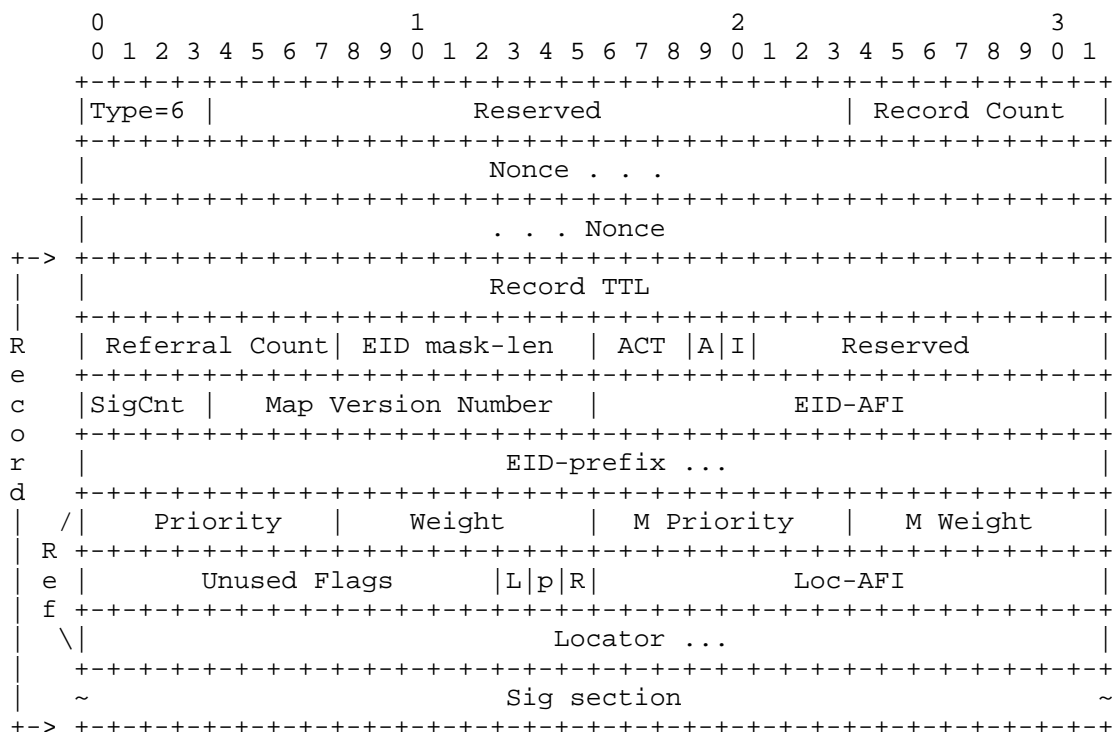 0                   1                   2                   3
        0 1 2 3 4 5 6 7 8 9 0 1 2 3 4 5 6 7 8 9 0 1 2 3 4 5 6 7 8 9 0 1
       +-+-+-+-+-+-+-+-+-+-+-+-+-+-+-+-+-+-+-+-+-+-+-+-+-+-+-+-+-+-+-+-+
       |Type=6 |                Reserved               | Record Count  |
       +-+-+-+-+-+-+-+-+-+-+-+-+-+-+-+-+-+-+-+-+-+-+-+-+-+-+-+-+-+-+-+-+
       |                         Nonce . . .                           |
       +-+-+-+-+-+-+-+-+-+-+-+-+-+-+-+-+-+-+-+-+-+-+-+-+-+-+-+-+-+-+-+-+
       |                         . . . Nonce                           |
   +-> +-+-+-+-+-+-+-+-+-+-+-+-+-+-+-+-+-+-+-+-+-+-+-+-+-+-+-+-+-+-+-+-+
   |   |                         Record TTL                            |
   |   +-+-+-+-+-+-+-+-+-+-+-+-+-+-+-+-+-+-+-+-+-+-+-+-+-+-+-+-+-+-+-+-+
   R   | Referral Count| EID mask-len  | ACT |A|I|     Reserved        |
   e   +-+-+-+-+-+-+-+-+-+-+-+-+-+-+-+-+-+-+-+-+-+-+-+-+-+-+-+-+-+-+-+-+
   c   |SigCnt |   Map Version Number  |            EID-AFI            |
   o   +-+-+-+-+-+-+-+-+-+-+-+-+-+-+-+-+-+-+-+-+-+-+-+-+-+-+-+-+-+-+-+-+
   r   |                          EID-prefix ...                       |
   d   +-+-+-+-+-+-+-+-+-+-+-+-+-+-+-+-+-+-+-+-+-+-+-+-+-+-+-+-+-+-+-+-+
   |  /|    Priority   |    Weight     |  M Priority   |   M Weight    |
   | R +-+-+-+-+-+-+-+-+-+-+-+-+-+-+-+-+-+-+-+-+-+-+-+-+-+-+-+-+-+-+-+-+
   | e |       Unused Flags      |L|p|R|            Loc-AFI            |
   | f +-+-+-+-+-+-+-+-+-+-+-+-+-+-+-+-+-+-+-+-+-+-+-+-+-+-+-+-+-+-+-+-+
   |  \|                             Locator ...                       |
   |   +-+-+-+-+-+-+-+-+-+-+-+-+-+-+-+-+-+-+-+-+-+-+-+-+-+-+-+-+-+-+-+-+
   |   ~                          Sig section                          ~
   +-> +-+-+-+-+-+-+-+-+-+-+-+-+-+-+-+-+-+-+-+-+-+-+-+-+-+-+-+-+-+-+-+-+